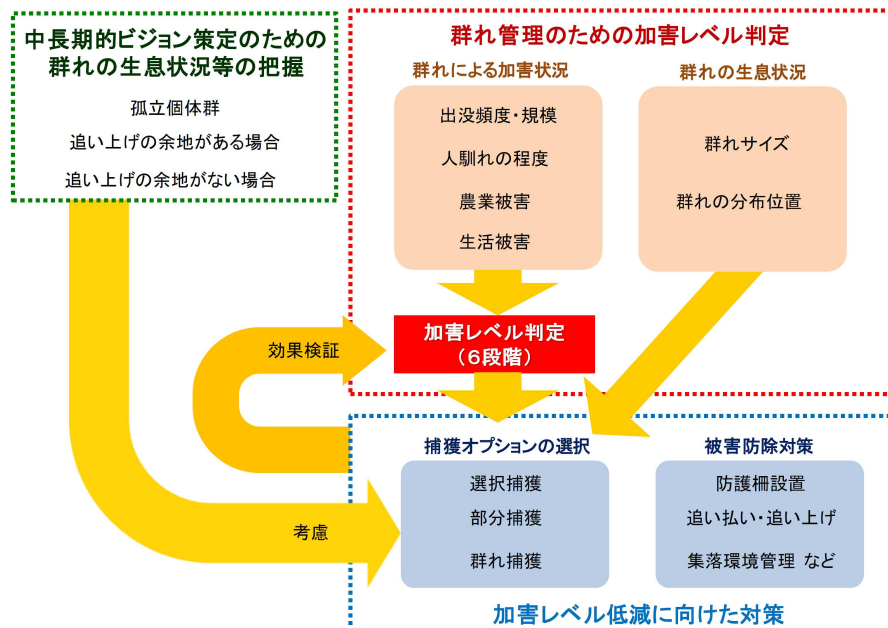 中長期的ビジョン策定のための
群れの生息状況等の把握
孤立個体群
追い上げの余地がある場合
追い上げの余地がない場合
群れ管理のための加害レベル判定
群れによる加害状況
出没頻度・規模
人馴れの程度
農業被害
生活被害
群れの生息状況
群れサイズ
群れの分布位置
加害レベル判定
（６段階）
効果検証
考慮
捕獲オプションの選択
選択捕獲
部分捕獲
群れ捕獲
被害防除対策
防護柵設置
追い払い・追い上げ
集落環境管理 など
加害レベル低減に向けた対策